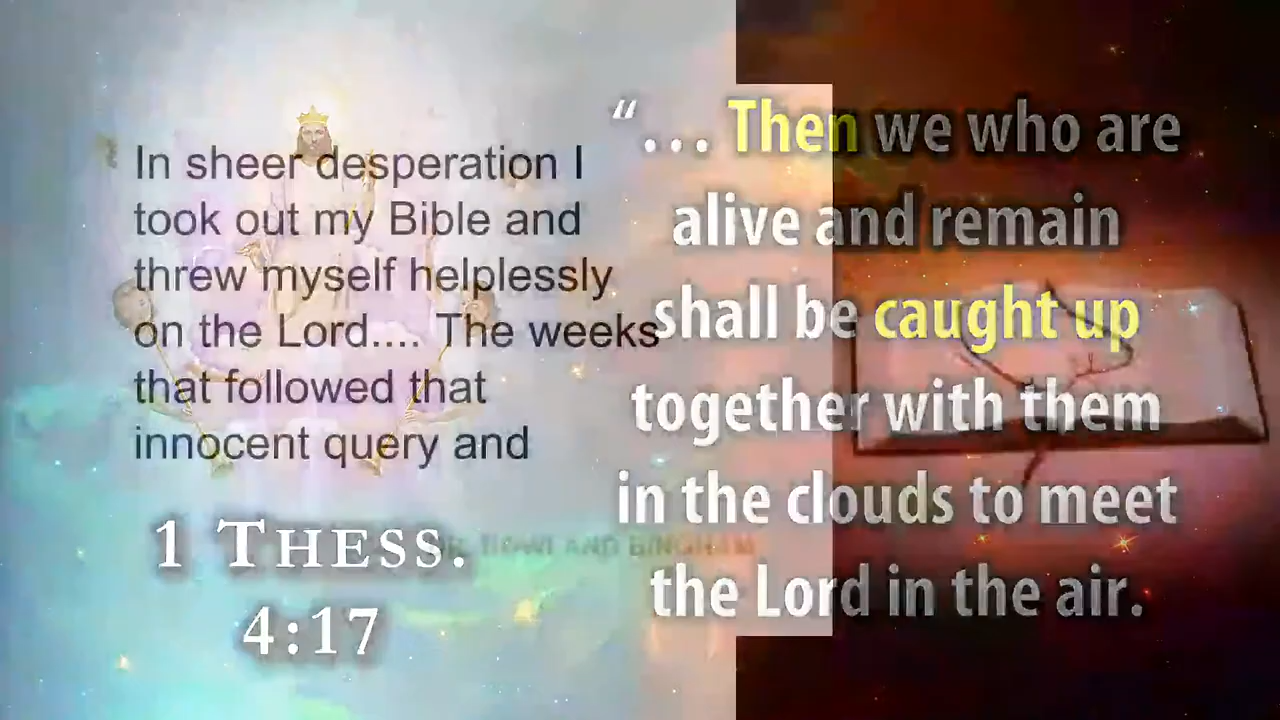 In sheer desperation I
took out my Bible and
threw myself helplessly
on the Lord.... The weeks
that followed that
innocent query and
1 THESS.
4:17
“... Then we who are
alive and remain
shall be caught up
together with them
in the clouds to meet
the Lord in the air.
ROWLAND BINGHAM